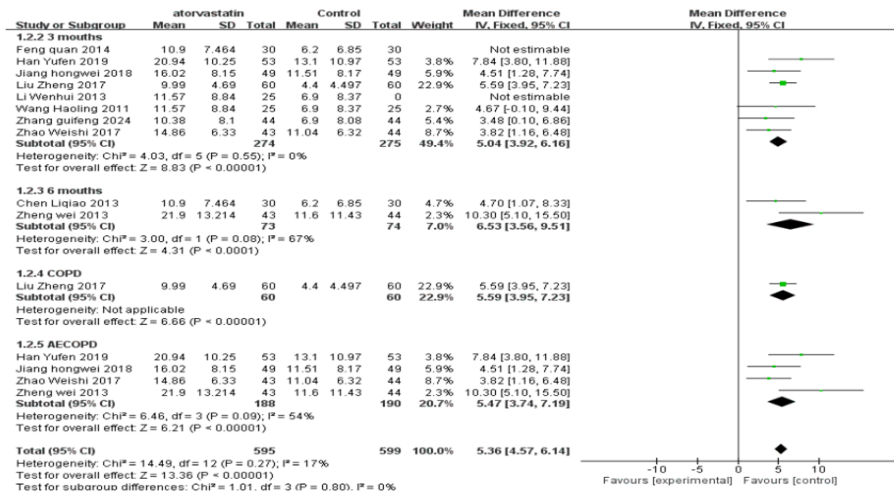 atorvastatin Control Mean Difference Mean Difference
Study or Subgroup Mean SD Total Mean SD Total Weight IV, Fixed, 95% CI IV, Fixed, 95% CI
1.2.2 3 mouths
Feng quan 2014 10.9 7.464 30 6.2 6.85 30 Not estimable
Han Yufen 2019 20.94 10.25 53 13.1 10.97 53 3.8% 7.84 [3.80, 11.88]
Jiang hongwei 2018 16.02 8.15 49 11.51 8.17 49 5.9% 4.51 [1.28, 7.74]
Liu Zheng 2017 9.99 4.69 60 4.4 4.497 60 22.9% 5.59 [3.95, 7.23]
Li Wenhui 2013 11.57 8.84 25 6.9 8.37 0 Not estimable
Wang Haoling 2011 11.57 8.84 25 6.9 8.37 25 2.7% 4.67 [-0.10, 9.44]
Zhang guifeng 2024 10.38 8.1 44 6.9 8.08 44 5.4% 3.48 [0.10, 6.86]
Zhao Weishi 2017 14.86 6.33 43 11.04 6.32 44 8.7% 3.82 [1.16, 6.48]
Subtotal (95% CI) 274 275 49.4% 5.04 [3.92, 6.16]
Heterogeneity: Chi² = 4.03, df = 5 (P = 0.55); I² = 0%
Test for overall effect: Z = 8.83 (P < 0.00001)
1.2.3 6 mouths
Chen Liqiao 2013 10.9 7.464 30 6.2 6.85 30 4.7% 4.70 [1.07, 8.33]
Zheng wei 2013 21.9 13.214 43 11.6 11.43 44 2.3% 10.30 [5.10, 15.50]
Subtotal (95% CI) 73 74 7.0% 6.53 [3.56, 9.51]
Heterogeneity: Chi² = 3.00, df = 1 (P = 0.08); I² = 67%
Test for overall effect: Z = 4.31 (P < 0.0001)
1.2.4 COPD
Liu Zheng 2017 9.99 4.69 60 4.4 4.497 60 22.9% 5.59 [3.95, 7.23]
Subtotal (95% CI) 60 60 22.9% 5.59 [3.95, 7.23]
Heterogeneity: Not applicable
Test for overall effect: Z = 6.66 (P < 0.00001)
1.2.5 AECOPD
Han Yufen 2019 20.94 10.25 53 13.1 10.97 53 3.8% 7.84 [3.80, 11.88]
Jiang hongwei 2018 16.02 8.15 49 11.51 8.17 49 5.9% 4.51 [1.28, 7.74]
Zhao Weishi 2017 14.86 6.33 43 11.04 6.32 44 8.7% 3.82 [1.16, 6.48]
Zheng wei 2013 21.9 13.214 43 11.6 11.43 44 2.3% 10.30 [5.10, 15.50]
Subtotal (95% CI) 188 190 20.7% 5.47 [3.74, 7.19]
Heterogeneity: Chi² = 6.46, df = 3 (P = 0.09); I² = 54%
Test for overall effect: Z = 6.21 (P < 0.00001)
Total (95% CI) 595 599 100.0% 5.36 [4.57, 6.14]
Heterogeneity: Chi² = 14.49, df = 12 (P = 0.27); I² = 17%
Test for overall effect: Z = 13.36 (P < 0.00001)
Test for subgroup differences: Chi² = 1.01, df = 3 (P = 0.80), I² = 0%
-10 -5 0 5 10
Favours [experimental] Favours [control]